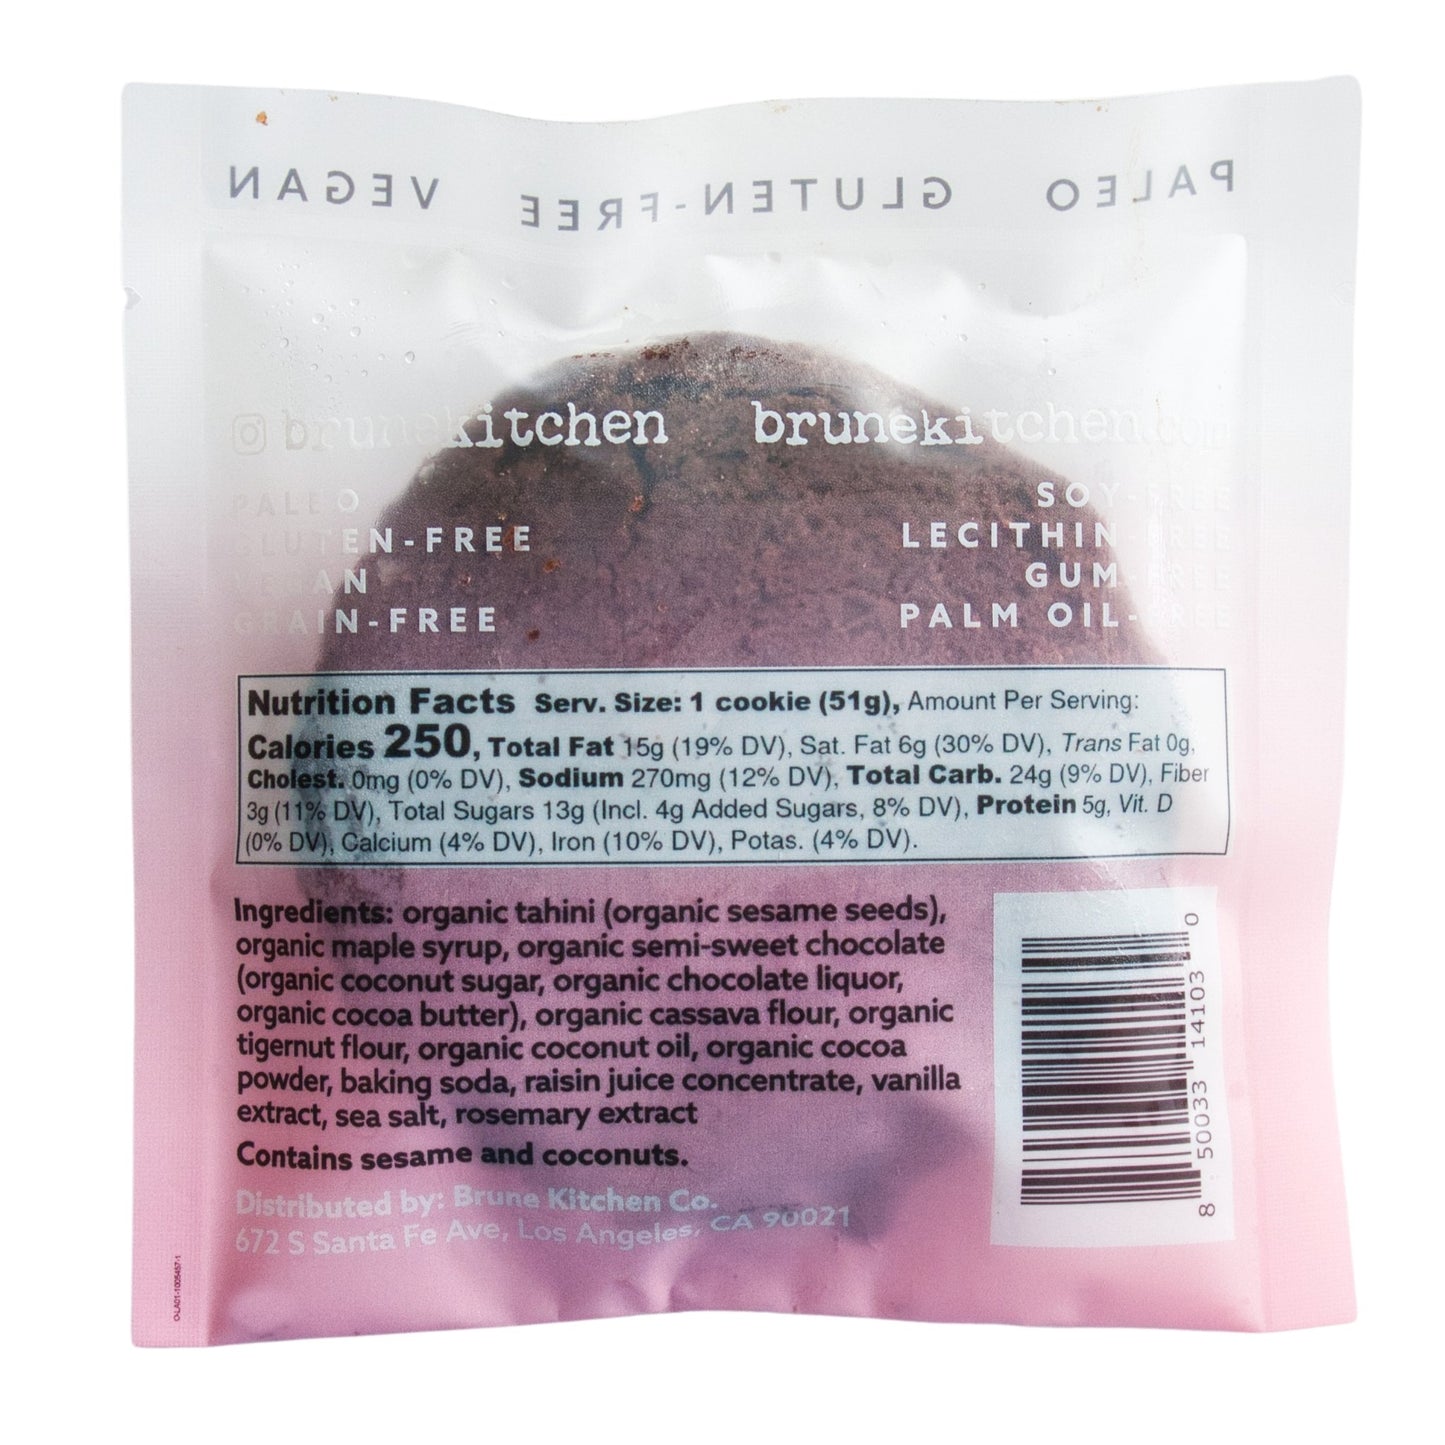 PALEO GLUTEN-FREE VEGAN
brunekitchen brunekitchen.com
PALEO
GLUTEN-FREE
VEGAN
GRAIN-FREE
SOY-FREE
LECITHIN-FREE
GUM-FREE
PALM OIL-FREE
Nutrition Facts Serv. Size: 1 cookie (51g), Amount Per Serving:
Calories 250, Total Fat 15g (19% DV), Sat. Fat 6g (30% DV), Trans Fat 0g,
Cholest. 0mg (0% DV), Sodium 270mg (12% DV), Total Carb. 24g (9% DV), Fiber
3g (11% DV), Total Sugars 13g (Incl. 4g Added Sugars, 8% DV), Protein 5g, Vit. D
(0% DV), Calcium (4% DV), Iron (10% DV), Potas. (4% DV).
Ingredients: organic tahini (organic sesame seeds),
organic maple syrup, organic semi-sweet chocolate
(organic coconut sugar, organic chocolate liquor,
organic cocoa butter), organic cassava flour, organic
tigernut flour, organic coconut oil, organic cocoa
powder, baking soda, raisin juice concentrate, vanilla
extract, sea salt, rosemary extract
Contains sesame and coconuts.
Distributed by: Brune Kitchen Co.
672 S Santa Fe Ave, Los Angeles, CA 90021
8 50033 14103 0
O-LA01-1005457-1